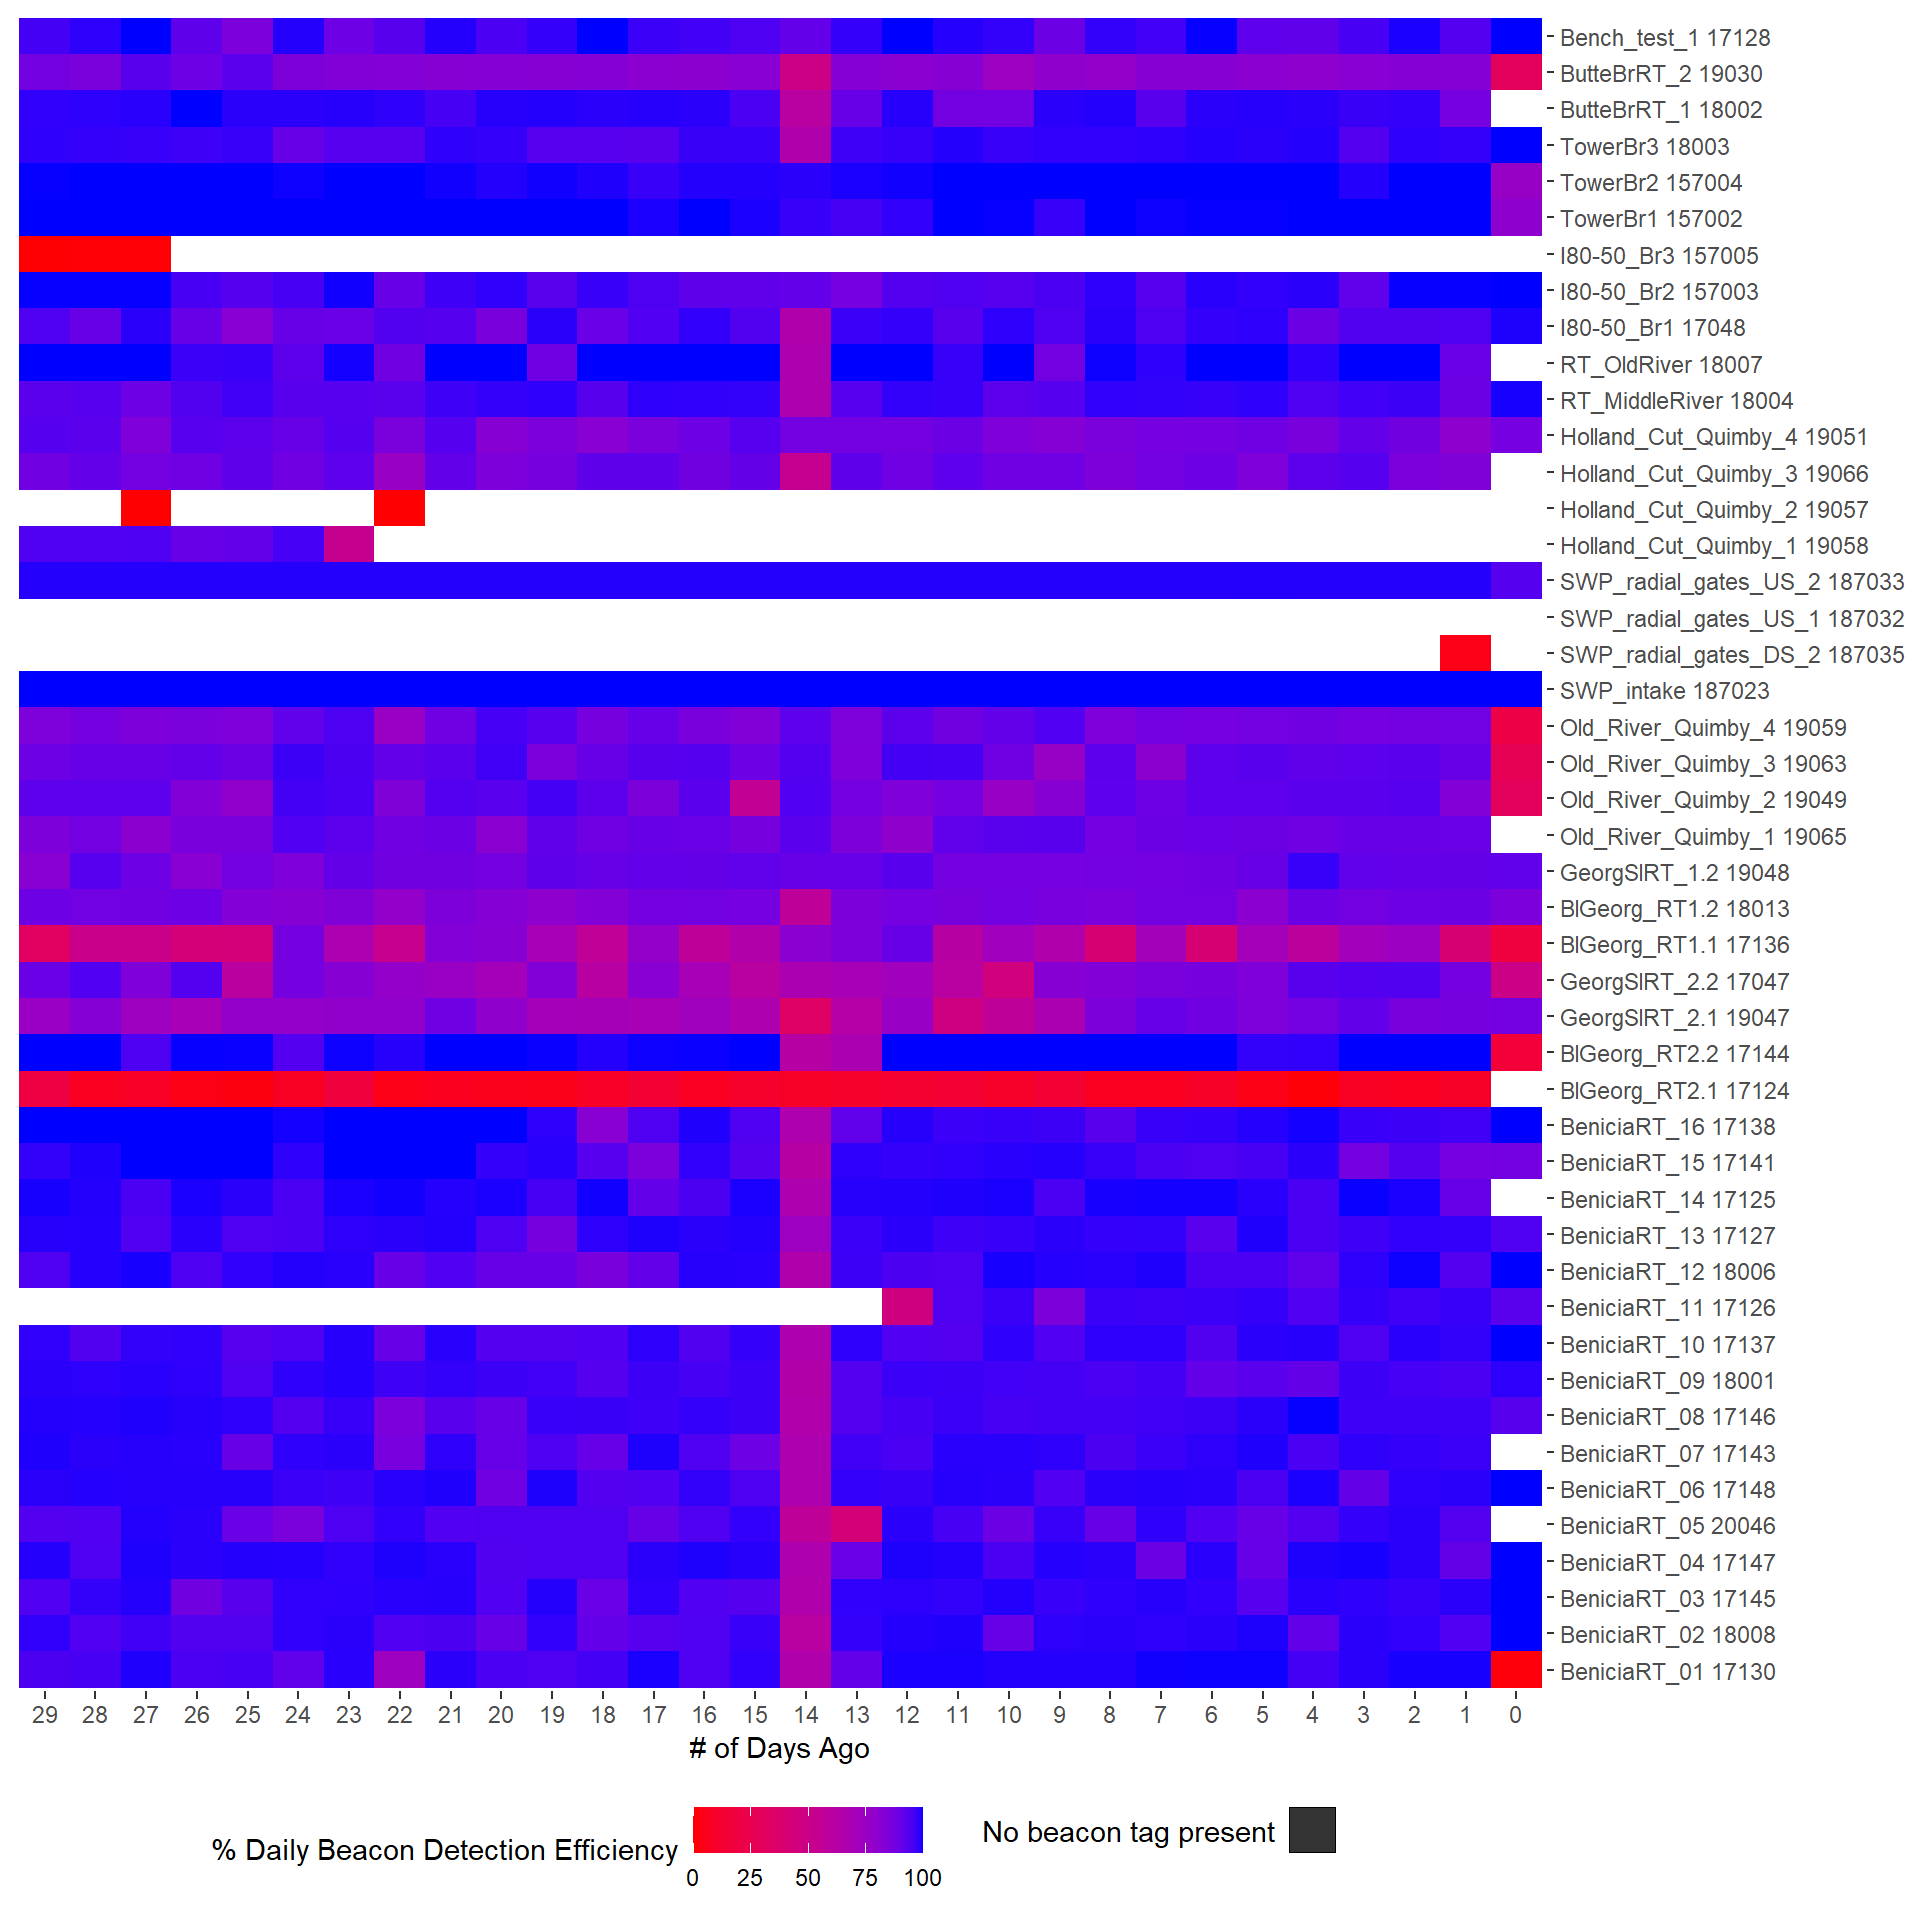 Bench_test_1 17128
ButteBrRT_2 19030
ButteBrRT_1 18002
TowerBr3 18003
TowerBr2 157004
TowerBr1 157002
I80-50_Br3 157005
I80-50_Br2 157003
I80-50_Br1 17048
RT_OldRiver 18007
RT_MiddleRiver 18004
Holland_Cut_Quimby_4 19051
Holland_Cut_Quimby_3 19066
Holland_Cut_Quimby_2 19057
Holland_Cut_Quimby_1 19058
SWP_radial_gates_US_2 187033
SWP_radial_gates_US_1 187032
SWP_radial_gates_DS_2 187035
SWP_intake 187023
Old_River_Quimby_4 19059
Old_River_Quimby_3 19063
Old_River_Quimby_2 19049
Old_River_Quimby_1 19065
GeorgSlRT_1.2 19048
BlGeorg_RT1.2 18013
BlGeorg_RT1.1 17136
GeorgSlRT_2.2 17047
GeorgSlRT_2.1 19047
BlGeorg_RT2.2 17144
BlGeorg_RT2.1 17124
BeniciaRT_16 17138
BeniciaRT_15 17141
BeniciaRT_14 17125
BeniciaRT_13 17127
BeniciaRT_12 18006
BeniciaRT_11 17126
BeniciaRT_10 17137
BeniciaRT_09 18001
BeniciaRT_08 17146
BeniciaRT_07 17143
BeniciaRT_06 17148
BeniciaRT_05 20046
BeniciaRT_04 17147
BeniciaRT_03 17145
BeniciaRT_02 18008
BeniciaRT_01 17130
29 28 27 26 25 24 23 22 21 20 19 18 17 16 15 14 13 12 11 10 9 8 7 6 5 4 3 2 1 0
# of Days Ago
% Daily Beacon Detection Efficiency
0 25 50 75 100
No beacon tag present